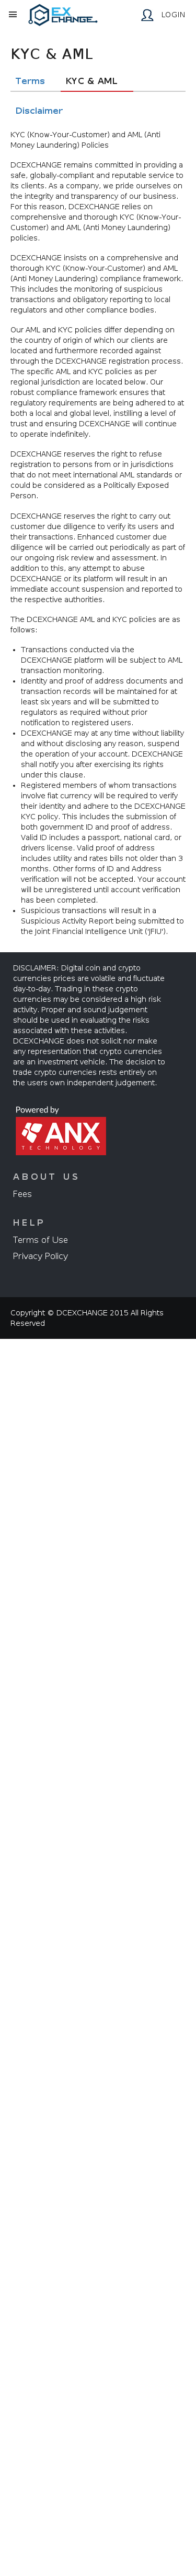 EX
CHANGE
LOGIN
KYC & AML
Terms
KYC & AML
Disclaimer
KYC (Know-Your-Customer) and AML (Anti
Money Laundering) Policies
DCEXCHANGE remains committed in providing a
safe, globally-compliant and reputable service to
its clients. As a company, we pride ourselves on
the integrity and transparency of our business.
For this reason, DCEXCHANGE relies on
comprehensive and thorough KYC (Know-Your-
Customer) and AML (Anti Money Laundering)
policies.
DCEXCHANGE insists on a comprehensive and
thorough KYC (Know-Your-Customer) and AML
(Anti Money Laundering) compliance framework.
This includes the monitoring of suspicious
transactions and obligatory reporting to local
regulators and other compliance bodies.
Our AML and KYC policies differ depending on
the country of origin of which our clients are
located and furthermore recorded against
through the DCEXCHANGE registration process.
The specific AML and KYC policies as per
regional jurisdiction are located below. Our
robust compliance framework ensures that
regulatory requirements are being adhered to at
both a local and global level, instilling a level of
trust and ensuring DCEXCHANGE will continue
to operate indefinitely.
DCEXCHANGE reserves the right to refuse
registration to persons from or in jurisdictions
that do not meet international AML standards or
could be considered as a Politically Exposed
Person.
DCEXCHANGE reserves the right to carry out
customer due diligence to verify its users and
their transactions. Enhanced customer due
diligence will be carried out periodically as part of
our ongoing risk review and assessment. In
addition to this, any attempt to abuse
DCEXCHANGE or its platform will result in an
immediate account suspension and reported to
the respective authorities.
The DCEXCHANGE AML and KYC policies are as
follows:
• Transactions conducted via the
DCEXCHANGE platform will be subject to AML
transaction monitoring.
• Identity and proof of address documents and
transaction records will be maintained for at
least six years and will be submitted to
regulators as required without prior
notification to registered users.
• DCEXCHANGE may at any time without liability
and without disclosing any reason, suspend
the operation of your account. DCEXCHANGE
shall notify you after exercising its rights
under this clause.
• Registered members of whom transactions
involve fiat currency will be required to verify
their identity and adhere to the DCEXCHANGE
KYC policy. This includes the submission of
both government ID and proof of address.
Valid ID includes a passport, national card, or
drivers license. Valid proof of address
includes utility and rates bills not older than 3
months. Other forms of ID and Address
verification will not be accepted. Your account
will be unregistered until account verification
has been completed.
• Suspicious transactions will result in a
Suspicious Activity Report being submitted to
the Joint Financial Intelligence Unit ('JFIU').
DISCLAIMER: Digital coin and crypto
currencies prices are volatile and fluctuate
day-to-day. Trading in these crypto
currencies may be considered a high risk
activity. Proper and sound judgement
should be used in evaluating the risks
associated with these activities.
DCEXCHANGE does not solicit nor make
any representation that crypto currencies
are an investment vehicle. The decision to
trade crypto currencies rests entirely on
the users own independent judgement.
Powered by
ANX
TECHNOLOGY
ABOUT US
Fees
HELP
Terms of Use
Privacy Policy
Copyright © DCEXCHANGE 2015 All Rights
Reserved